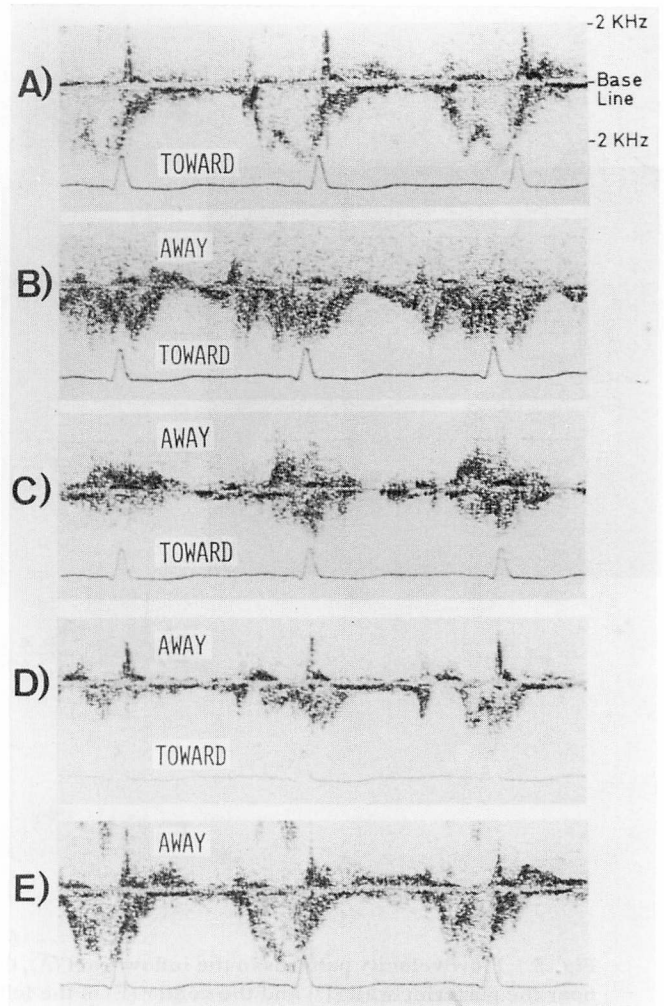 -2 KHz
A)
-Base
Line
-2 KHz
TOWARD
AWAY
B)
TOWARD
AWAY
C)
TOWARD
AWAY
D)
TOWARD
AWAY
E)